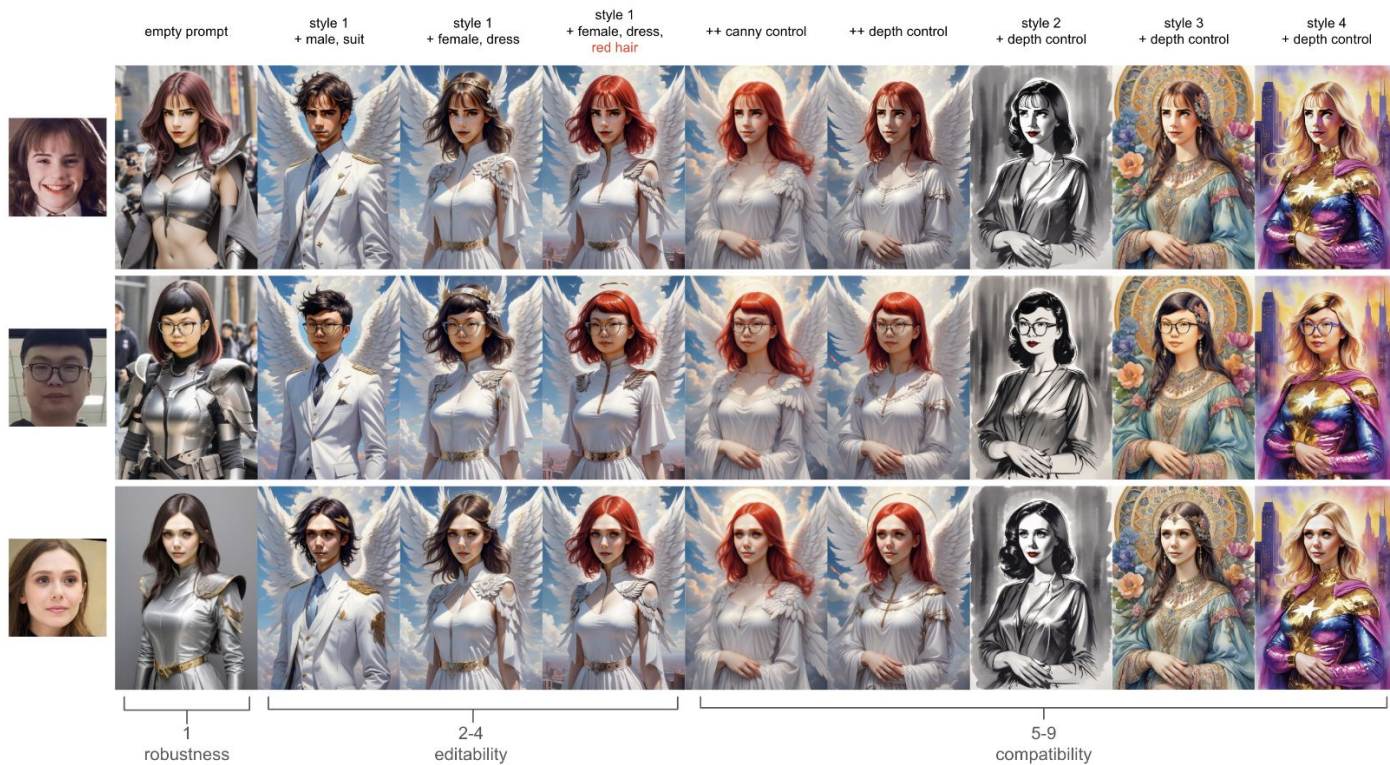 empty prompt
style 1
+ male, suit
style 1
+ female, dress
style 1
+ female, dress,
red hair
++ canny control
++ depth control
style 2
+ depth control
style 3
+ depth control
style 4
+ depth control
1
robustness
2-4
editability
5-9
compatibility